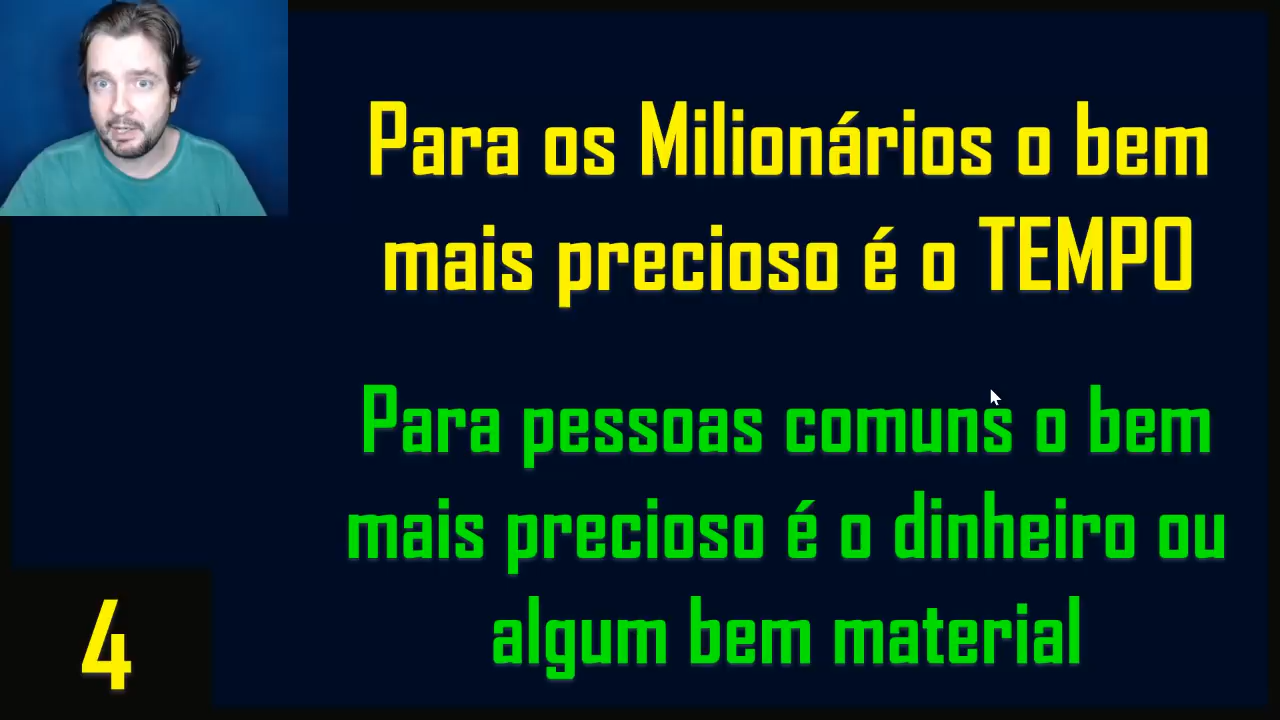 Para os Milionários o bem
mais precioso é o TEMPO
Para pessoas comuns o bem
mais precioso é o dinheiro ou
algum bem material
4